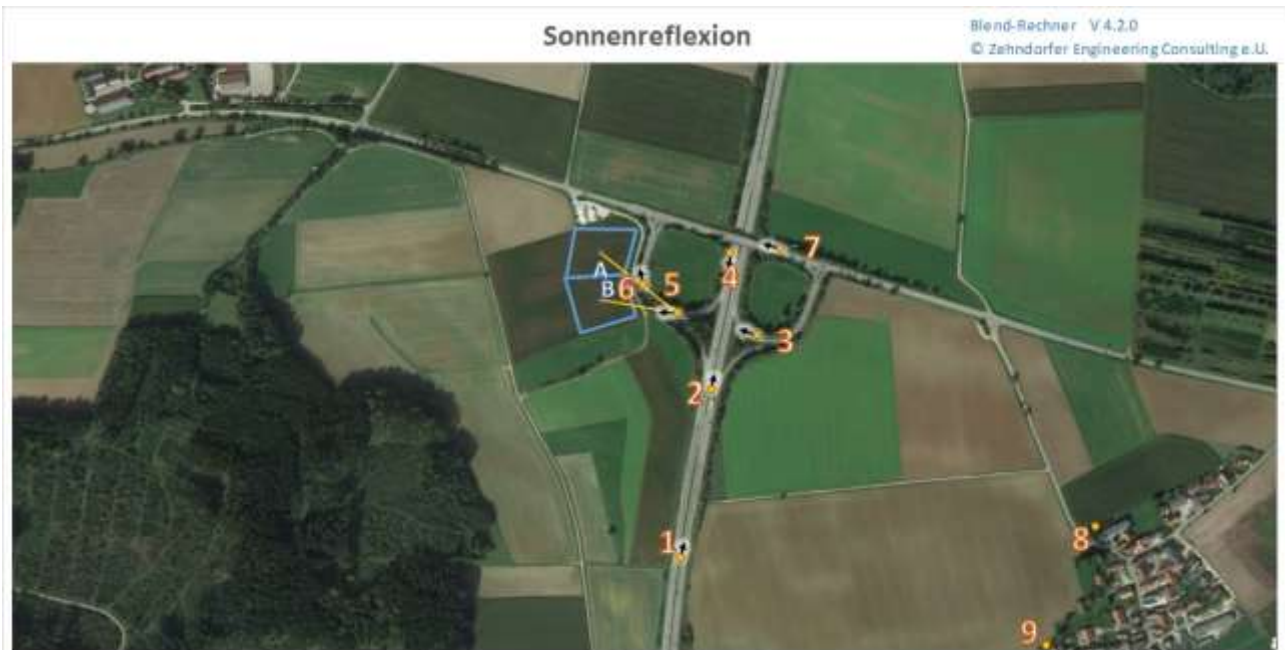 Sonnenreflexion
Blend-Rechner V 4.2.0
© Zehndorfer Engineering Consulting e.U.
A
B
6
5
4
7
3
2
1
8
9